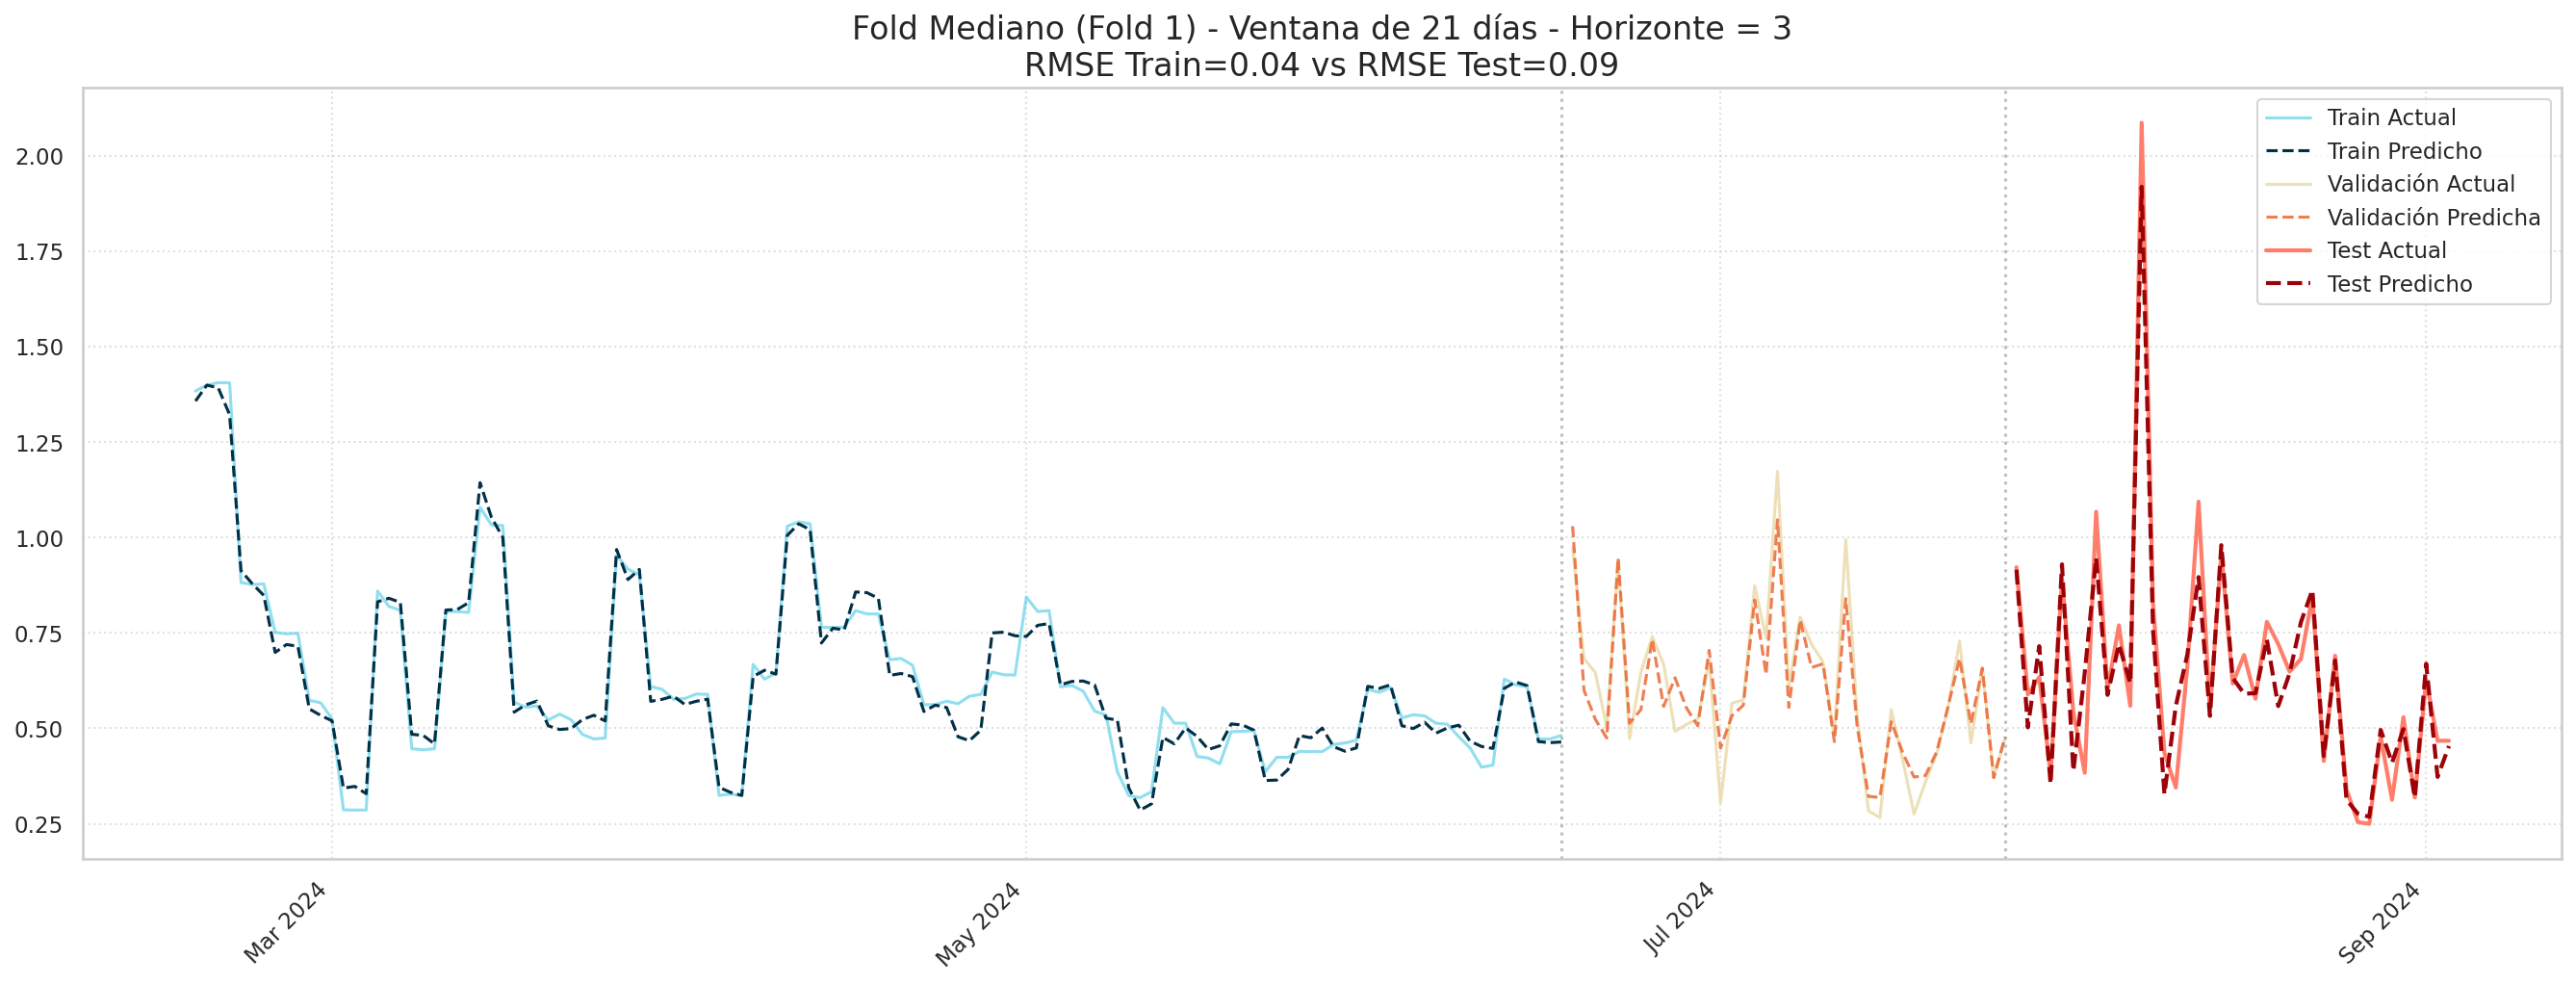 Fold Mediano (Fold 1) - Ventana de 21 días - Horizonte = 3
RMSE Train=0.04 vs RMSE Test=0.09
2.00
1.75
1.50
1.25
1.00
0.75
0.50
0.25
Train Actual
Train Predicho
Validación Actual
Validación Predicha
Test Actual
Test Predicho
Mar 2024
May 2024
Jul 2024
Sep 2024